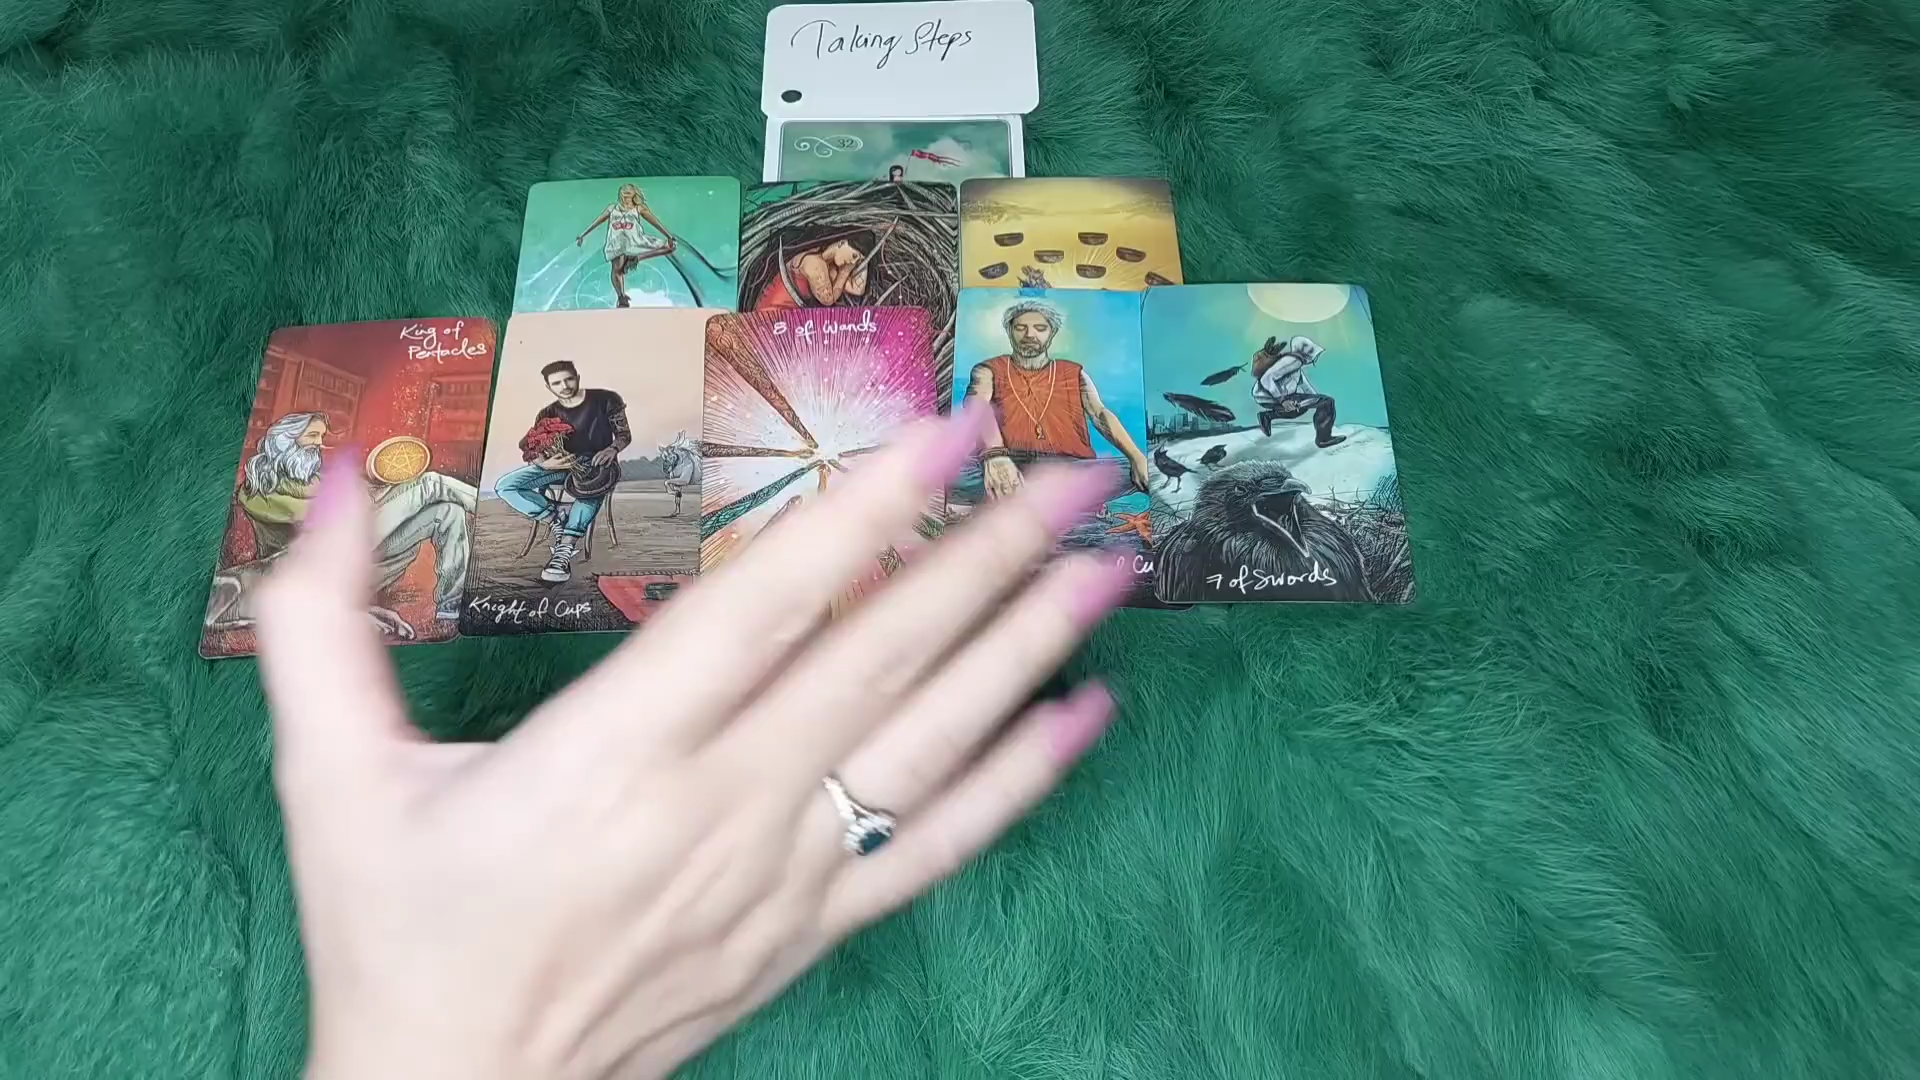 Taking Steps
32
King of
Pentacles
8 of Wands
Knight of Cups
7 of Swords